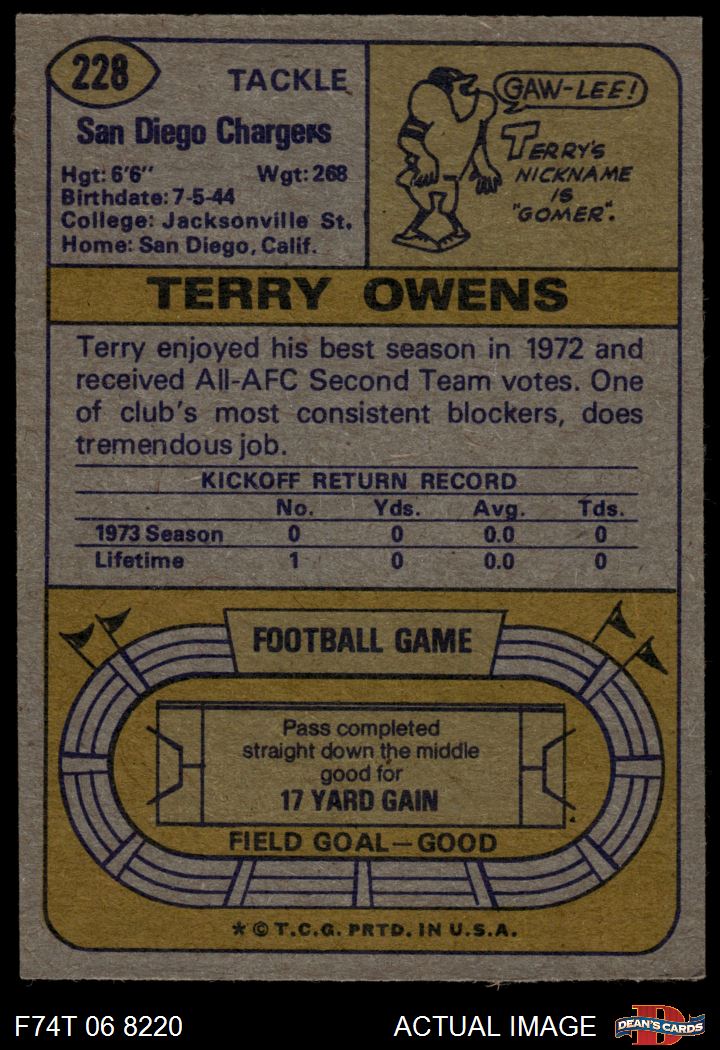 228
TACKLE
San Diego Chargers
Hgt: 6'6" Wgt: 268
Birthdate: 7-5-44
College: Jacksonville St.
Home: San Diego, Calif.
GAW-LEE!
TERRY'S
NICKNAME
IS
"GOMER".
TERRY OWENS
Terry enjoyed his best season in 1972 and
received All-AFC Second Team votes. One
of club's most consistent blockers, does
tremendous job.
KICKOFF RETURN RECORD
No. Yds. Avg. Tds.
1973 Season 0 0 0.0 0
Lifetime 1 0 0.0 0
FOOTBALL GAME
Pass completed
straight down the middle
good for
17 YARD GAIN
FIELD GOAL—GOOD
* © T.C.G. PRTD. IN U.S.A.
F74T 06 8220 ACTUAL IMAGE
D
DEAN'S CARDS